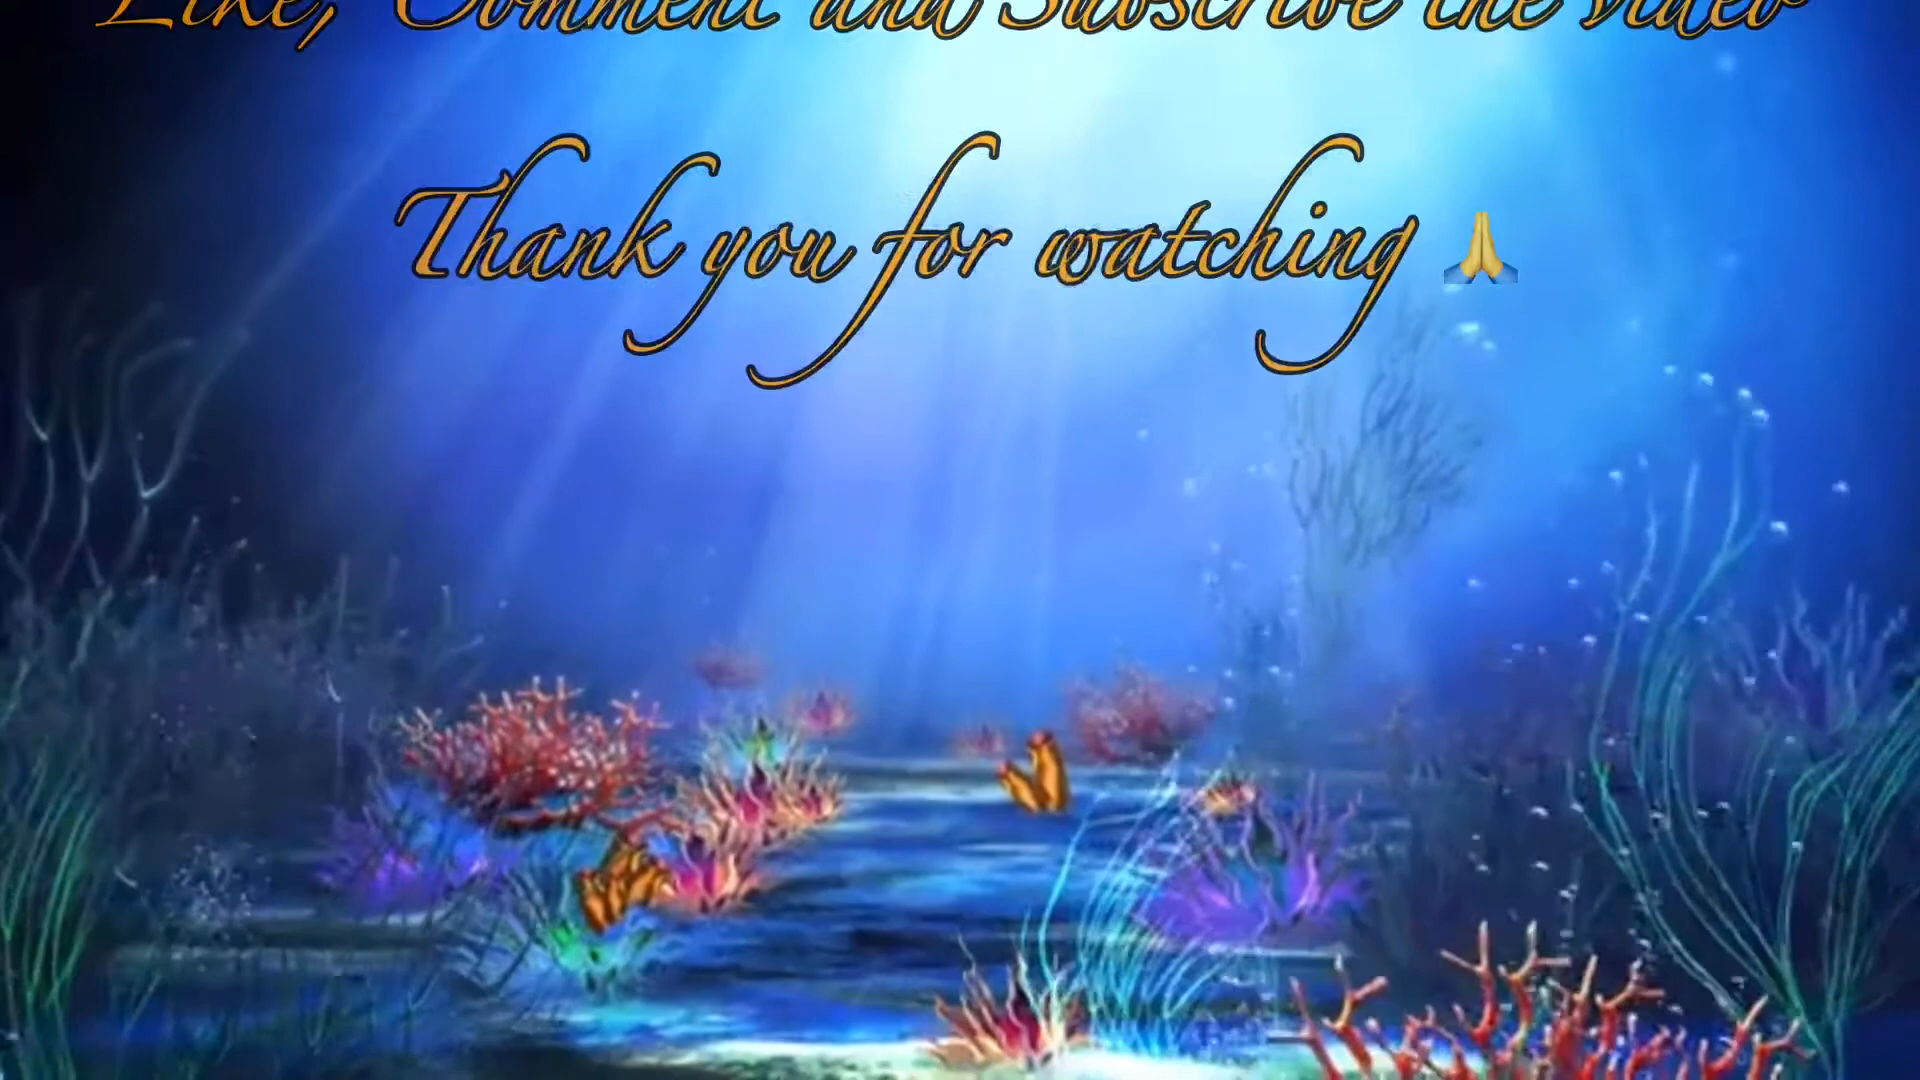 Like, Comment and Subscribe the video
Thank you for watching 🙏